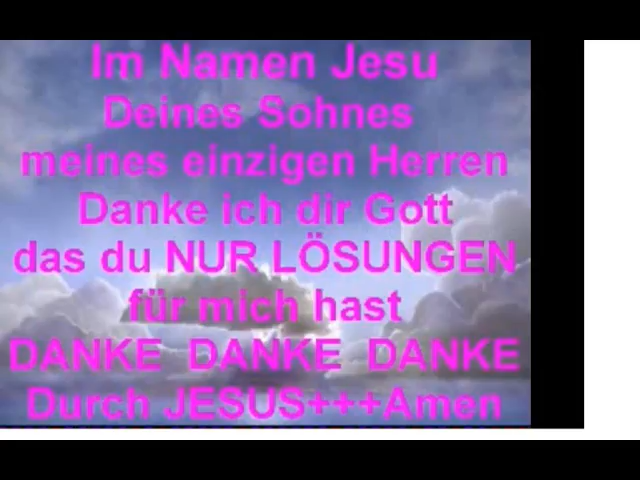 Im Namen Jesu
Deines Sohnes
meines einzigen Herren
Danke ich dir Gott
das du NUR LÖSUNGEN
für mich hast
DANKE DANKE DANKE
Durch JESUS+++Amen